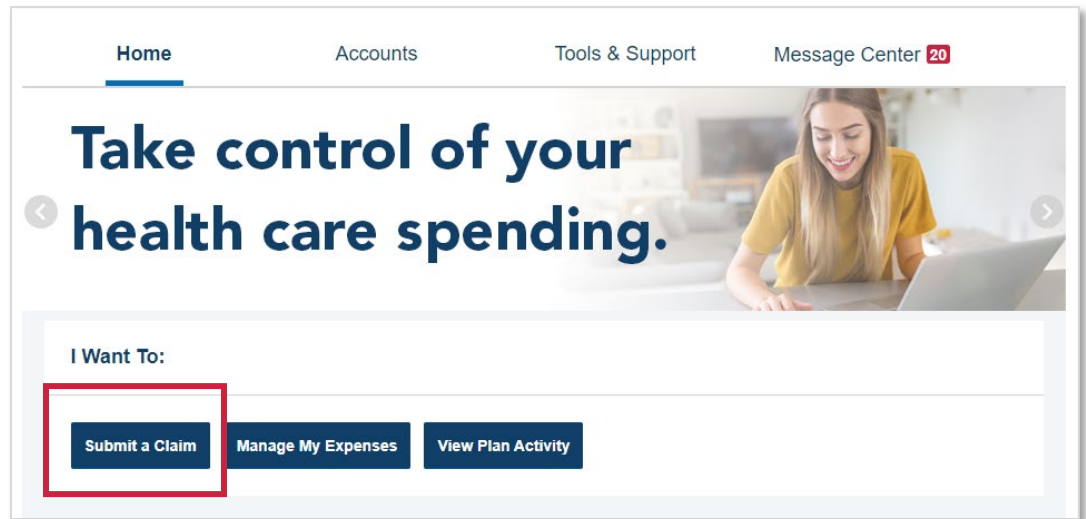 Home Accounts Tools & Support Message Center 20
Take control of your
health care spending.
I Want To:
Submit a Claim Manage My Expenses View Plan Activity